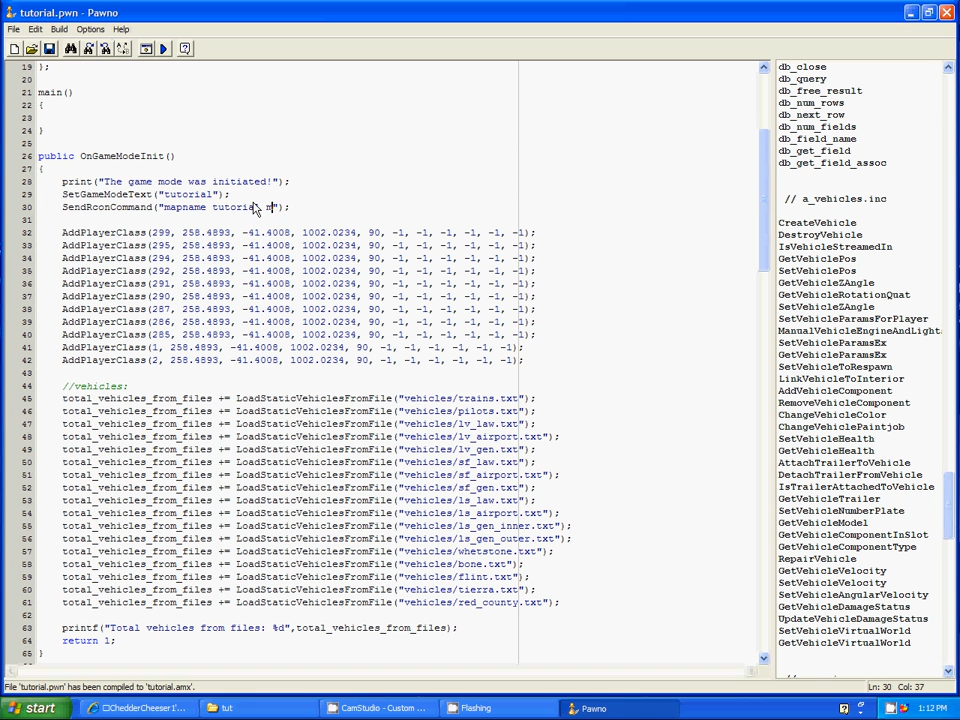 tutorial.pwn - Pawno
File Edit Build Options Help
19 };
20
21 main()
22 {
23
24 }
25
26 public OnGameModeInit()
27 {
28 print("The game mode was initiated!");
29 SetGameModeText("tutorial");
30 SendRconCommand("mapname tutorial m");
31
32 AddPlayerClass(299, 258.4893, -41.4008, 1002.0234, 90, -1, -1, -1, -1, -1, -1);
33 AddPlayerClass(295, 258.4893, -41.4008, 1002.0234, 90, -1, -1, -1, -1, -1, -1);
34 AddPlayerClass(294, 258.4893, -41.4008, 1002.0234, 90, -1, -1, -1, -1, -1, -1);
35 AddPlayerClass(292, 258.4893, -41.4008, 1002.0234, 90, -1, -1, -1, -1, -1, -1);
36 AddPlayerClass(291, 258.4893, -41.4008, 1002.0234, 90, -1, -1, -1, -1, -1, -1);
37 AddPlayerClass(290, 258.4893, -41.4008, 1002.0234, 90, -1, -1, -1, -1, -1, -1);
38 AddPlayerClass(287, 258.4893, -41.4008, 1002.0234, 90, -1, -1, -1, -1, -1, -1);
39 AddPlayerClass(286, 258.4893, -41.4008, 1002.0234, 90, -1, -1, -1, -1, -1, -1);
40 AddPlayerClass(285, 258.4893, -41.4008, 1002.0234, 90, -1, -1, -1, -1, -1, -1);
41 AddPlayerClass(1, 258.4893, -41.4008, 1002.0234, 90, -1, -1, -1, -1, -1, -1);
42 AddPlayerClass(2, 258.4893, -41.4008, 1002.0234, 90, -1, -1, -1, -1, -1, -1);
43
44 //vehicles:
45 total_vehicles_from_files += LoadStaticVehiclesFromFile("vehicles/trains.txt");
46 total_vehicles_from_files += LoadStaticVehiclesFromFile("vehicles/pilots.txt");
47 total_vehicles_from_files += LoadStaticVehiclesFromFile("vehicles/lv_law.txt");
48 total_vehicles_from_files += LoadStaticVehiclesFromFile("vehicles/lv_airport.txt");
49 total_vehicles_from_files += LoadStaticVehiclesFromFile("vehicles/lv_gen.txt");
50 total_vehicles_from_files += LoadStaticVehiclesFromFile("vehicles/sf_law.txt");
51 total_vehicles_from_files += LoadStaticVehiclesFromFile("vehicles/sf_airport.txt");
52 total_vehicles_from_files += LoadStaticVehiclesFromFile("vehicles/sf_gen.txt");
53 total_vehicles_from_files += LoadStaticVehiclesFromFile("vehicles/ls_law.txt");
54 total_vehicles_from_files += LoadStaticVehiclesFromFile("vehicles/ls_airport.txt");
55 total_vehicles_from_files += LoadStaticVehiclesFromFile("vehicles/ls_gen_inner.txt");
56 total_vehicles_from_files += LoadStaticVehiclesFromFile("vehicles/ls_gen_outer.txt");
57 total_vehicles_from_files += LoadStaticVehiclesFromFile("vehicles/whetstone.txt");
58 total_vehicles_from_files += LoadStaticVehiclesFromFile("vehicles/bone.txt");
59 total_vehicles_from_files += LoadStaticVehiclesFromFile("vehicles/flint.txt");
60 total_vehicles_from_files += LoadStaticVehiclesFromFile("vehicles/tierra.txt");
61 total_vehicles_from_files += LoadStaticVehiclesFromFile("vehicles/red_county.txt");
62
63 printf("Total vehicles from files: %d",total_vehicles_from_files);
64 return 1;
65 }
db_close
db_query
db_free_result
db_num_rows
db_next_row
db_num_fields
db_field_name
db_get_field
db_get_field_assoc
// a_vehicles.inc
CreateVehicle
DestroyVehicle
IsVehicleStreamedIn
GetVehiclePos
SetVehiclePos
GetVehicleZAngle
GetVehicleRotationQuat
SetVehicleZAngle
SetVehicleParamsForPlayer
ManualVehicleEngineAndLight
SetVehicleParamsEx
GetVehicleParamsEx
SetVehicleToRespawn
LinkVehicleToInterior
AddVehicleComponent
RemoveVehicleComponent
ChangeVehicleColor
ChangeVehiclePaintjob
SetVehicleHealth
GetVehicleHealth
AttachTrailerToVehicle
DetachTrailerFromVehicle
IsTrailerAttachedToVehicle
GetVehicleTrailer
SetVehicleNumberPlate
GetVehicleModel
GetVehicleComponentInSlot
GetVehicleComponentType
RepairVehicle
GetVehicleVelocity
SetVehicleVelocity
SetVehicleAngularVelocity
GetVehicleDamageStatus
UpdateVehicleDamageStatus
SetVehicleVirtualWorld
GetVehicleVirtualWorld
File 'tutorial.pwn' has been compiled to 'tutorial.amx'. Ln: 30 Col: 37
start ChedderCheeser1'... tut CamStudio - Custom ... Flashing Pawno 1:12 PM